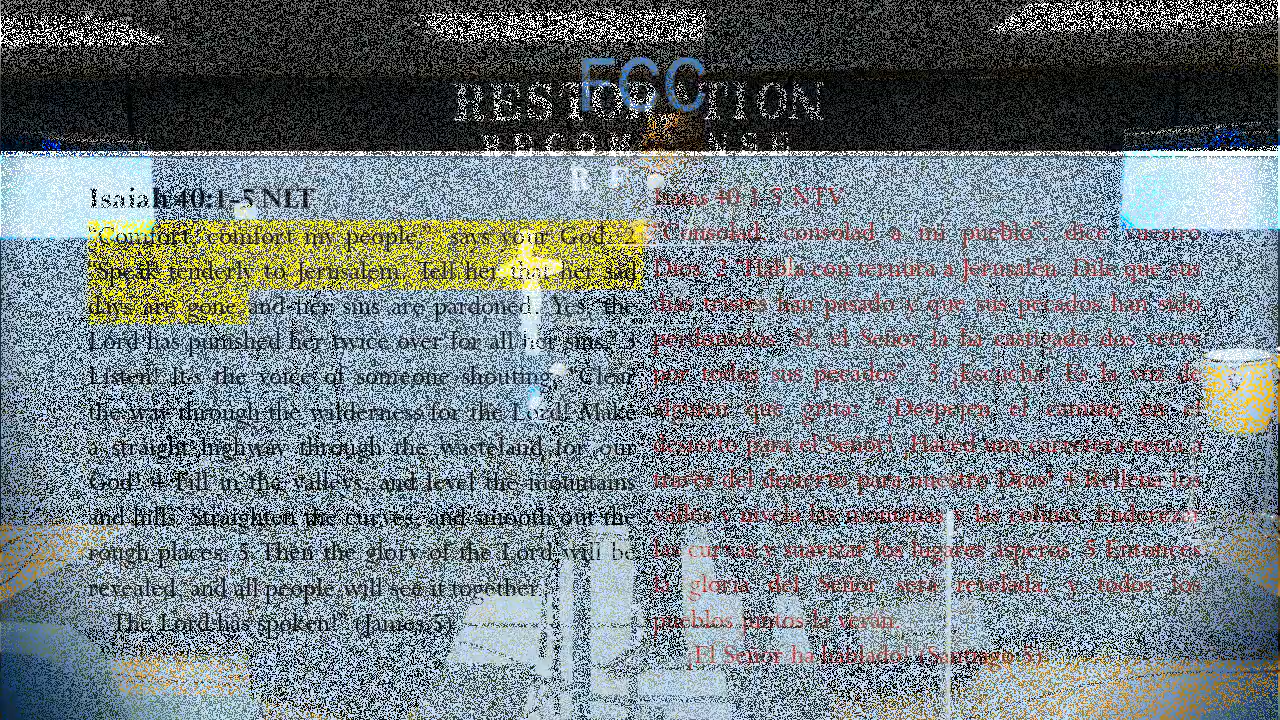 FCC
RESTOR TION
RECOM NSE
R F
Isaiah 40:1-5 NLT
"Comfort, comfort my people," says your God. 2
"Speak tenderly to Jerusalem. Tell her that her sad
days are gone and her sins are pardoned. Yes, the
Lord has punished her twice over for all her sins." 3
Listen! It's the voice of someone shouting, "Clear
the way through the wilderness for the Lord! Make
a straight highway through the wasteland for our
God! 4 Fill in the valleys, and level the mountains
and hills. Straighten the curves, and smooth out the
rough places. 5 Then the glory of the Lord will be
revealed, and all people will see it together.
The Lord has spoken!" (James 5)
Isaías 40:1-5 NTV
"Consolad, consolad a mi pueblo", dice vuestro
Dios. 2 "Habla con ternura a Jerusalén. Dile que sus
días tristes han pasado y que sus pecados han sido
perdonados. Sí, el Señor la ha castigado dos veces
por todos sus pecados". 3 ¡Escucha! Es la voz de
alguien que grita: "¡Despejen el camino en el
desierto para el Señor! ¡Haced una carretera recta a
través del desierto para nuestro Dios! 4 Rellene los
valles y nivela las montañas y las colinas. Enderezar
las curvas y suavizar los lugares ásperos. 5 Entonces
la gloria del Señor será revelada, y todos los
pueblos juntos la verán.
¡El Señor ha hablado! (Santiago 5)